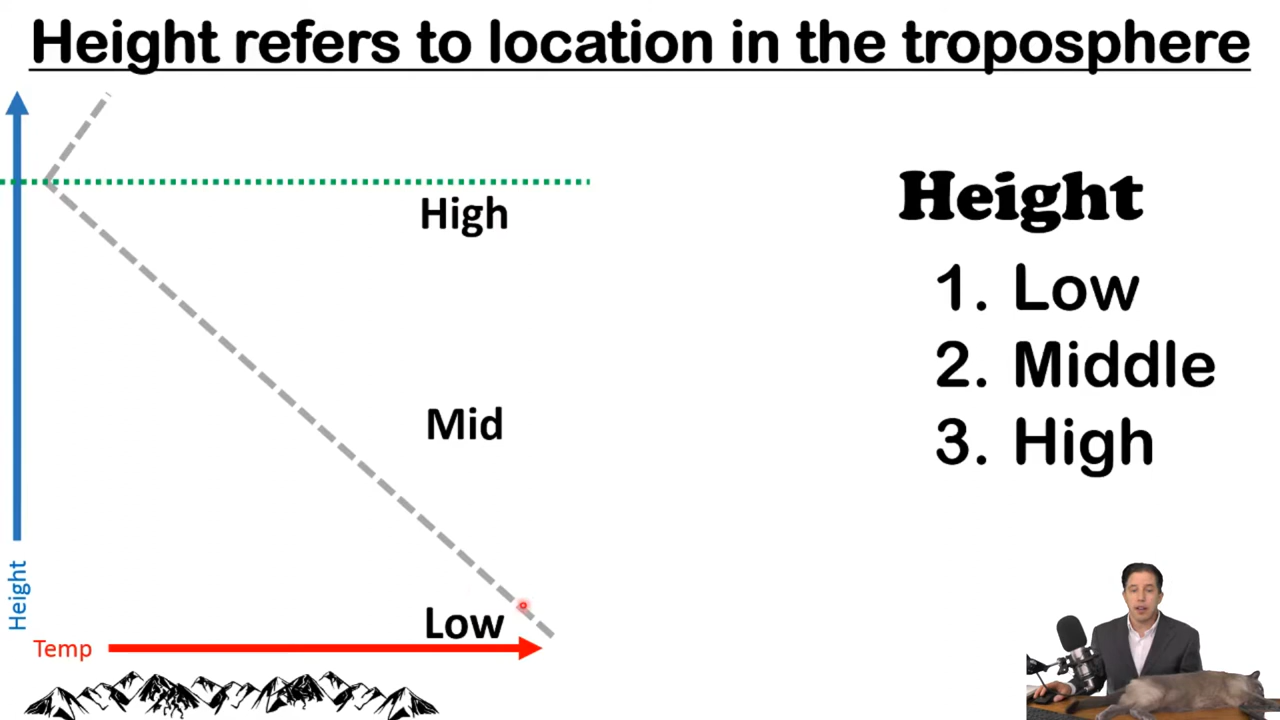 Height refers to location in the troposphere
High
Mid
Low
Height
Temp
Height
1. Low
2. Middle
3. High